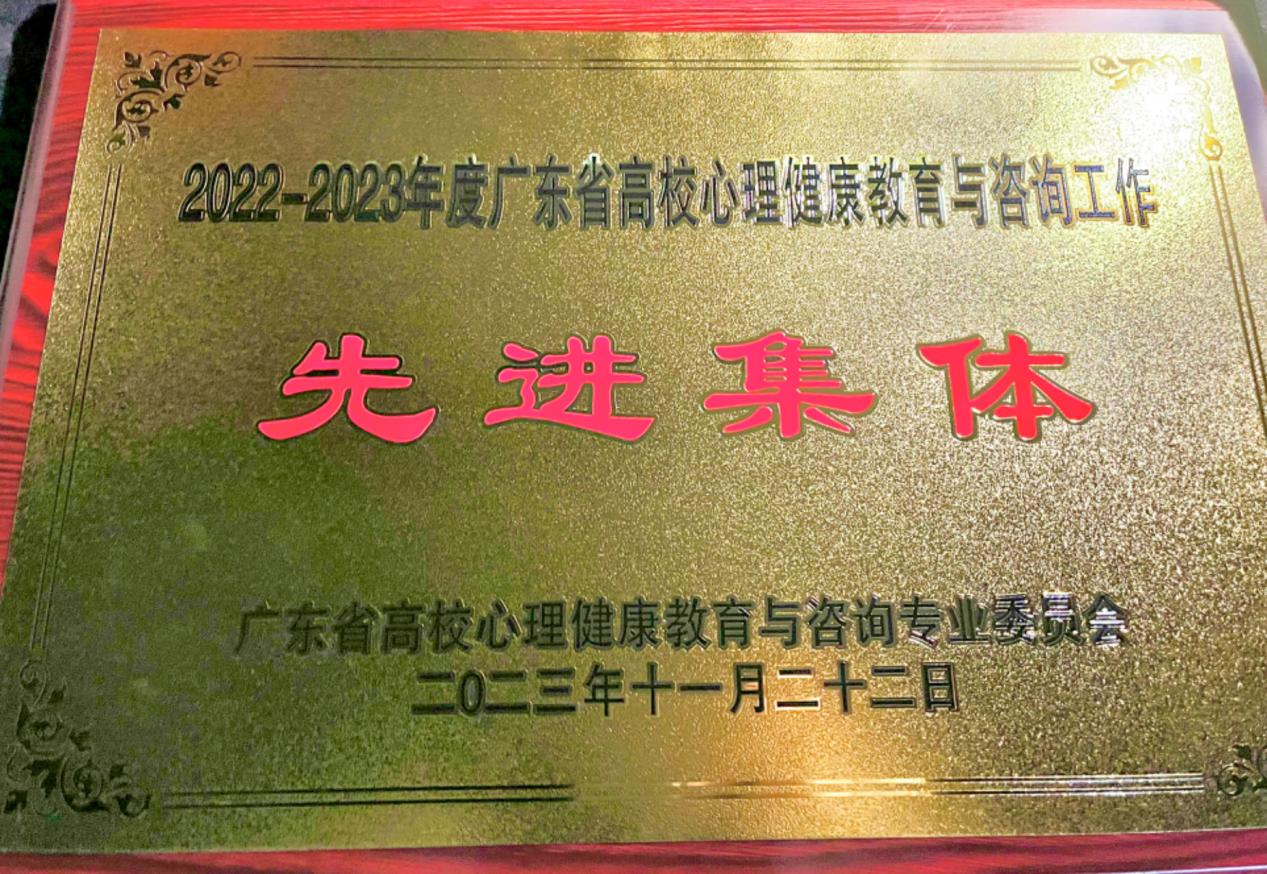 2022-2023年度广东省高校心理健康教育与咨询工作
先进集体
广东省高校心理健康教育与咨询专业委员会
二0二三年十一月二十二日